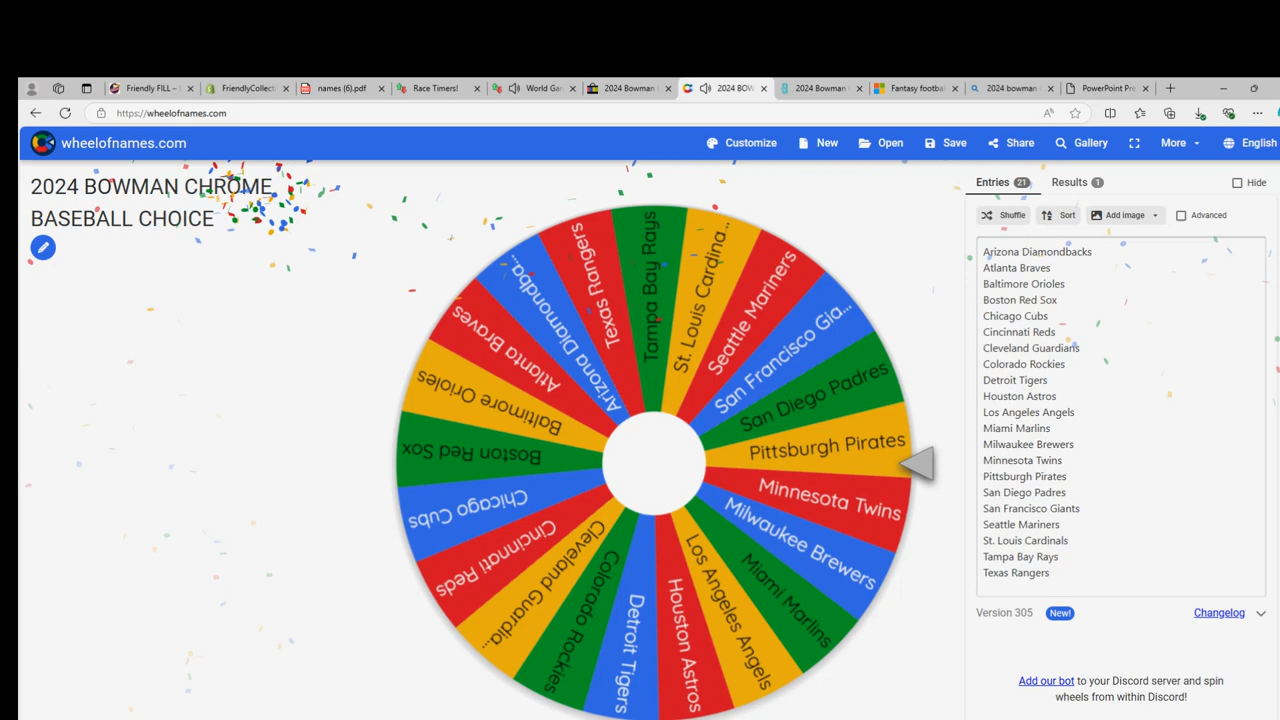 Friendly FILL –
FriendlyCollect
names (6).pdf
Race Timers!
World Gam
2024 Bowman
2024 BOW
2024 Bowman
Fantasy footbal
2024 bowman
PowerPoint Pre
https://wheelofnames.com
wheelofnames.com
Customize
New
Open
Save
Share
Gallery
More
English
2024 BOWMAN CHROME
BASEBALL CHOICE
Entries 21
Results 1
Hide
Shuffle
Sort
Add image
Advanced
Arizona Diamondbacks
Atlanta Braves
Baltimore Orioles
Boston Red Sox
Chicago Cubs
Cincinnati Reds
Cleveland Guardians
Colorado Rockies
Detroit Tigers
Houston Astros
Los Angeles Angels
Miami Marlins
Milwaukee Brewers
Minnesota Twins
Pittsburgh Pirates
San Diego Padres
San Francisco Giants
Seattle Mariners
St. Louis Cardinals
Tampa Bay Rays
Texas Rangers
Tampa Bay Rays
St. Louis Cardina...
Seattle Mariners
San Francisco Gia...
San Diego Padres
Pittsburgh Pirates
Minnesota Twins
Milwaukee Brewers
Miami Marlins
Los Angeles Angels
Houston Astros
Detroit Tigers
Colorado Rockies
Cleveland Guardia...
Cincinnati Reds
Chicago Cubs
Boston Red Sox
Baltimore Orioles
Atlanta Braves
Arizona Diamondba...
Texas Rangers
Version 305
New!
Changelog
Add our bot to your Discord server and spin
wheels from within Discord!